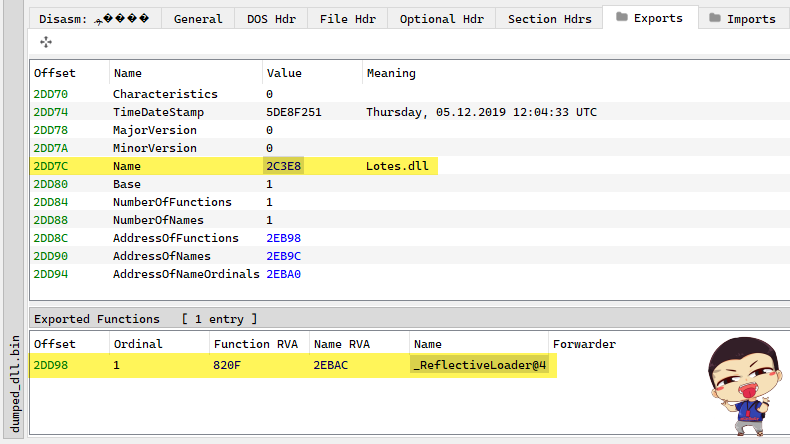 Disasm: General DOS Hdr File Hdr Optional Hdr Section Hdrs Exports Imports
Offset Name Value Meaning
2DD70 Characteristics 0
2DD74 TimeDateStamp 5DE8F251 Thursday, 05.12.2019 12:04:33 UTC
2DD78 MajorVersion 0
2DD7A MinorVersion 0
2DD7C Name 2C3E8 Lotes.dll
2DD80 Base 1
2DD84 NumberOfFunctions 1
2DD88 NumberOfNames 1
2DD8C AddressOfFunctions 2EB98
2DD90 AddressOfNames 2EB9C
2DD94 AddressOfNameOrdinals 2EBA0
Exported Functions [ 1 entry ]
Offset Ordinal Function RVA Name RVA Name Forwarder
2DD98 1 820F 2EBAC _ReflectiveLoader@4
dumped_dll.bin